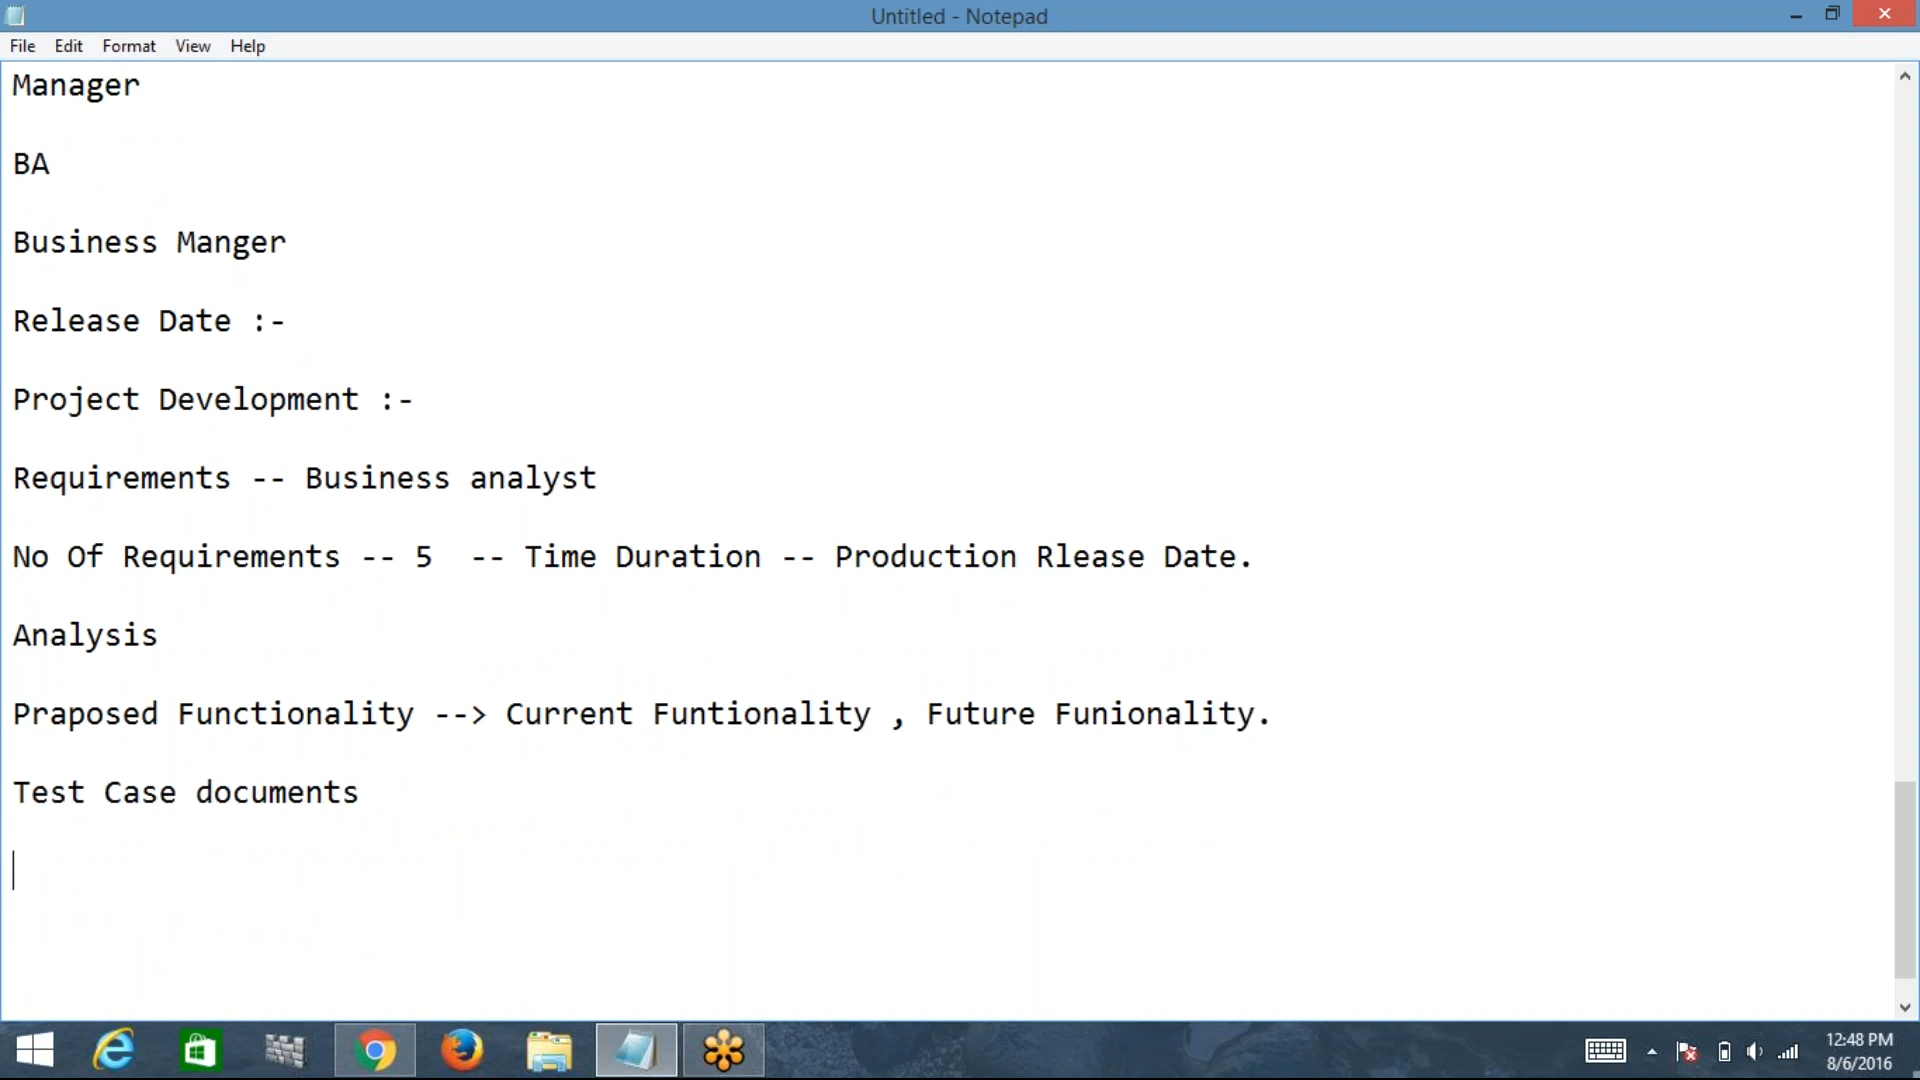 Untitled - Notepad
File Edit Format View Help
Manager
BA
Business Manger
Release Date :-
Project Development :-
Requirements -- Business analyst
No Of Requirements -- 5  -- Time Duration -- Production Rlease Date.
Analysis
Praposed Functionality --> Current Funtionality , Future Funionality.
Test Case documents
12:48 PM
8/6/2016